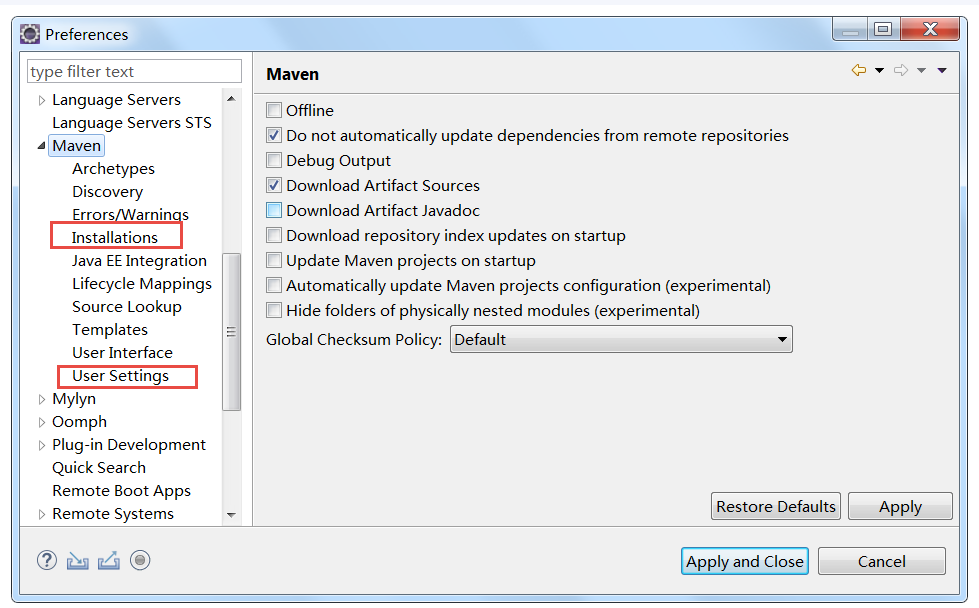 Preferences
type filter text
Language Servers
Language Servers STS
Maven
Archetypes
Discovery
Errors/Warnings
Installations
Java EE Integration
Lifecycle Mappings
Source Lookup
Templates
User Interface
User Settings
Mylyn
Oomph
Plug-in Development
Quick Search
Remote Boot Apps
Remote Systems
Maven
Offline
Do not automatically update dependencies from remote repositories
Debug Output
Download Artifact Sources
Download Artifact Javadoc
Download repository index updates on startup
Update Maven projects on startup
Automatically update Maven projects configuration (experimental)
Hide folders of physically nested modules (experimental)
Global Checksum Policy: Default
Restore Defaults Apply
Apply and Close Cancel